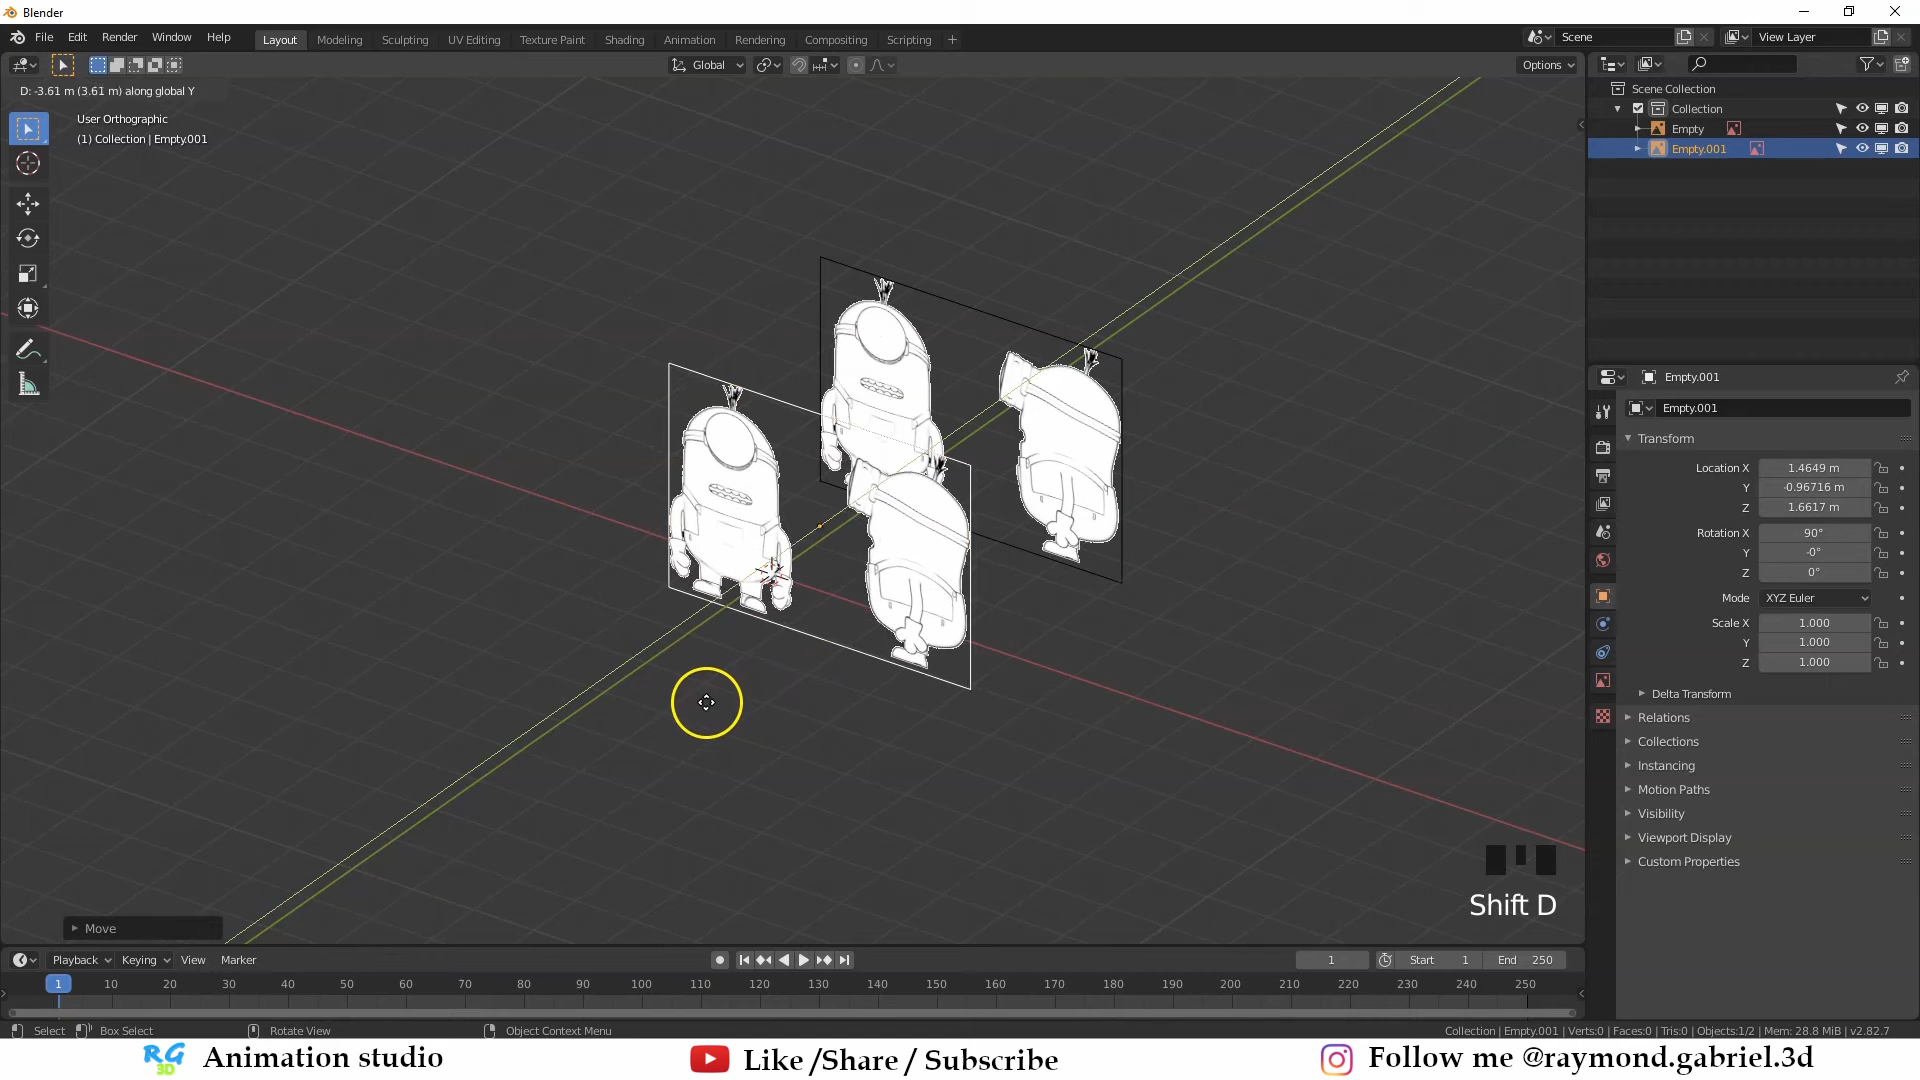 Blender
File Edit Render Window Help Layout Modeling Sculpting UV Editing Texture Paint Shading Animation Rendering Compositing Scripting + Scene View Layer
Global Options
D: -3.61 m (3.61 m) along global Y
User Orthographic
(1) Collection | Empty.001
Scene Collection
Collection
Empty
Empty.001
Empty.001
Empty.001
Transform
Location X 1.4649 m
Y -0.96716 m
Z 1.6617 m
Rotation X 90°
Y -0°
Z 0°
Mode XYZ Euler
Scale X 1.000
Y 1.000
Z 1.000
Delta Transform
Relations
Collections
Instancing
Motion Paths
Visibility
Viewport Display
Custom Properties
Shift D
Move
Playback Keying View Marker 1 Start 1 End 250
1 10 20 30 40 50 60 70 80 90 100 110 120 130 140 150 160 170 180 190 200 210 220 230 240 250
Select Box Select Rotate View Object Context Menu Collection | Empty.001 | Verts:0 | Faces:0 | Tris:0 | Objects:1/2 | Mem: 28.8 MiB | v2.82.7
RG 3D Animation studio Like /Share / Subscribe Follow me @raymond.gabriel.3d